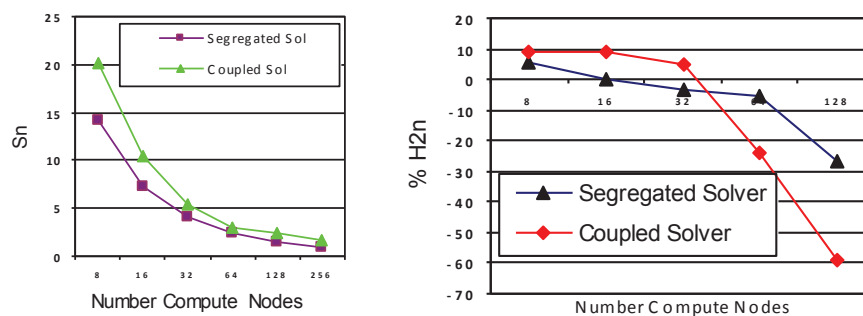 25
20
15
10
5
0
Sn
Segregated Sol
Coupled Sol
8 16 32 64 128 256
Number Compute Nodes
20
10
0
-10
-20
-30
-40
-50
-60
-70
% H2n
8 16 32 128
Segregated Solver
Coupled Solver
Number Compute Nodes